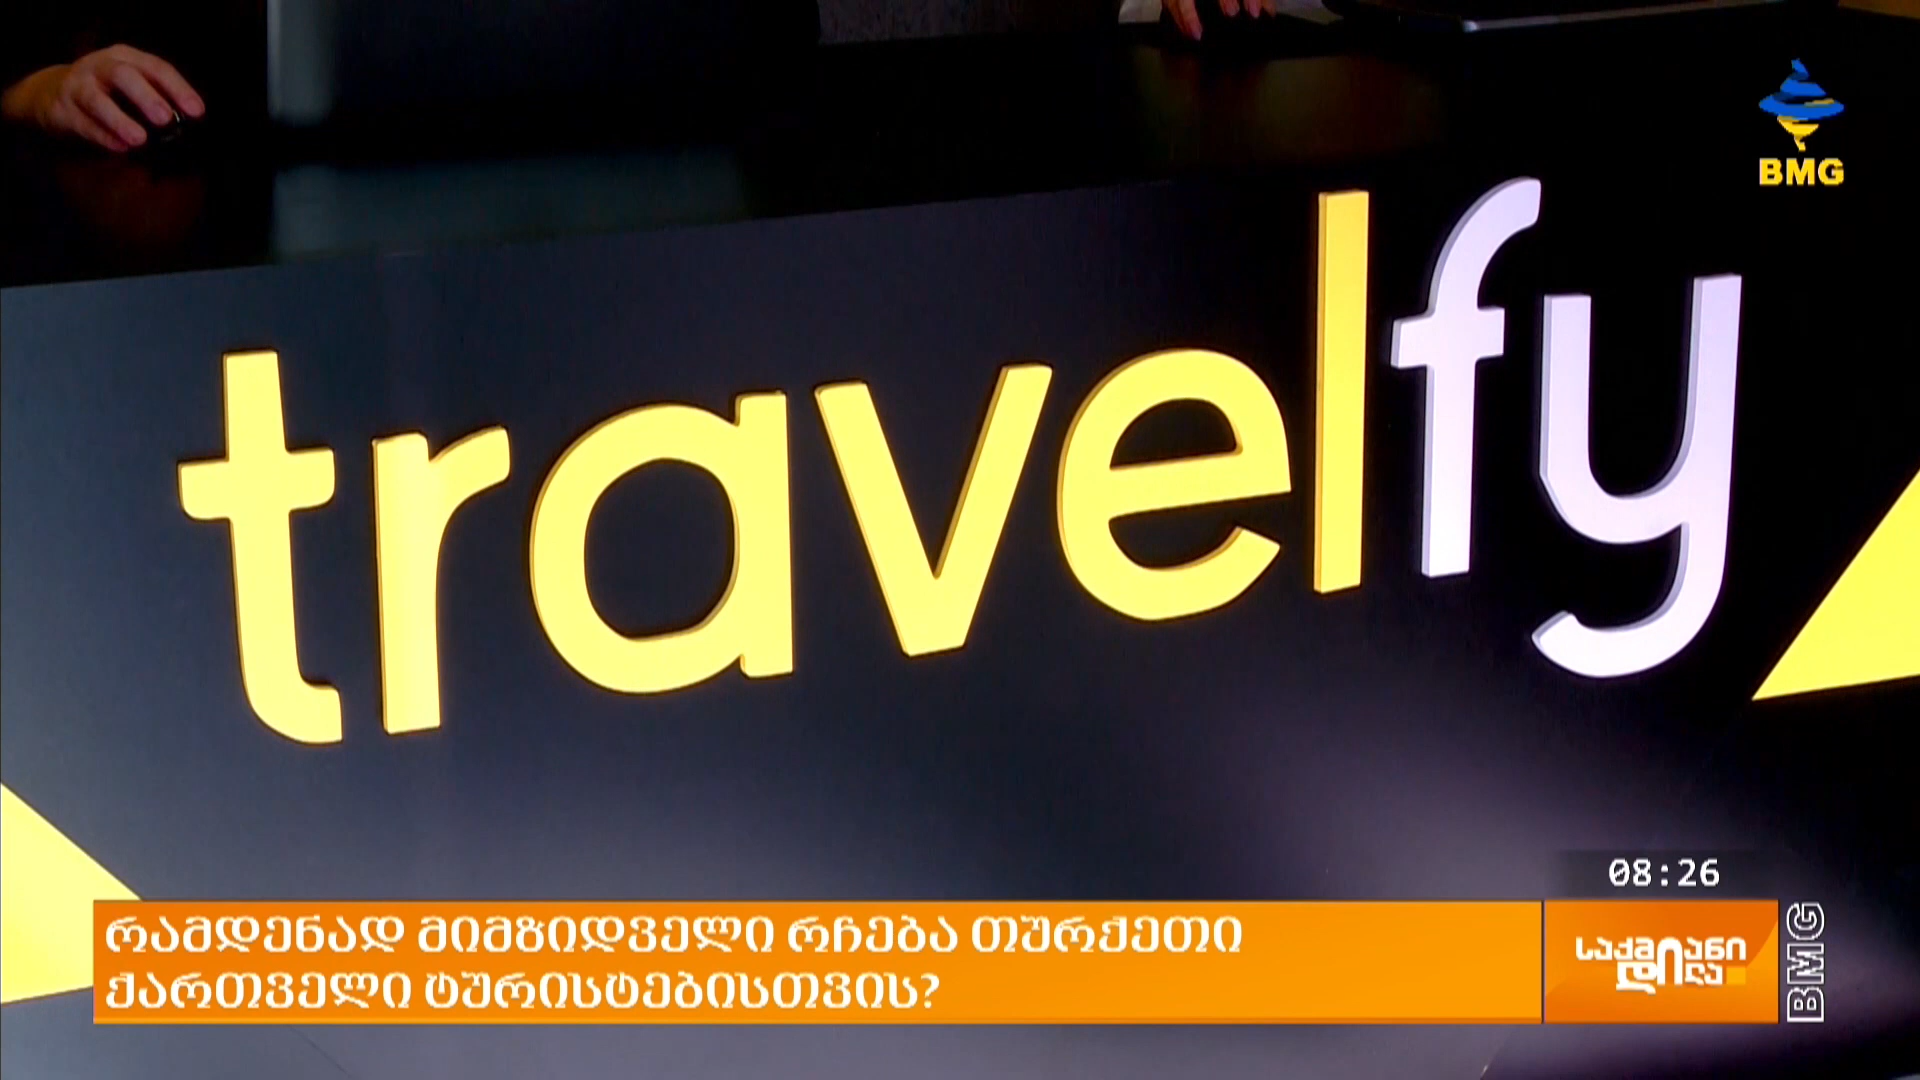 BMG
travelfy
08:26
რამდენად მიმზიდველი რჩება თურქეთი
ქართველი ტურისტებისთვის?
საქმიანი
დილა
BMG